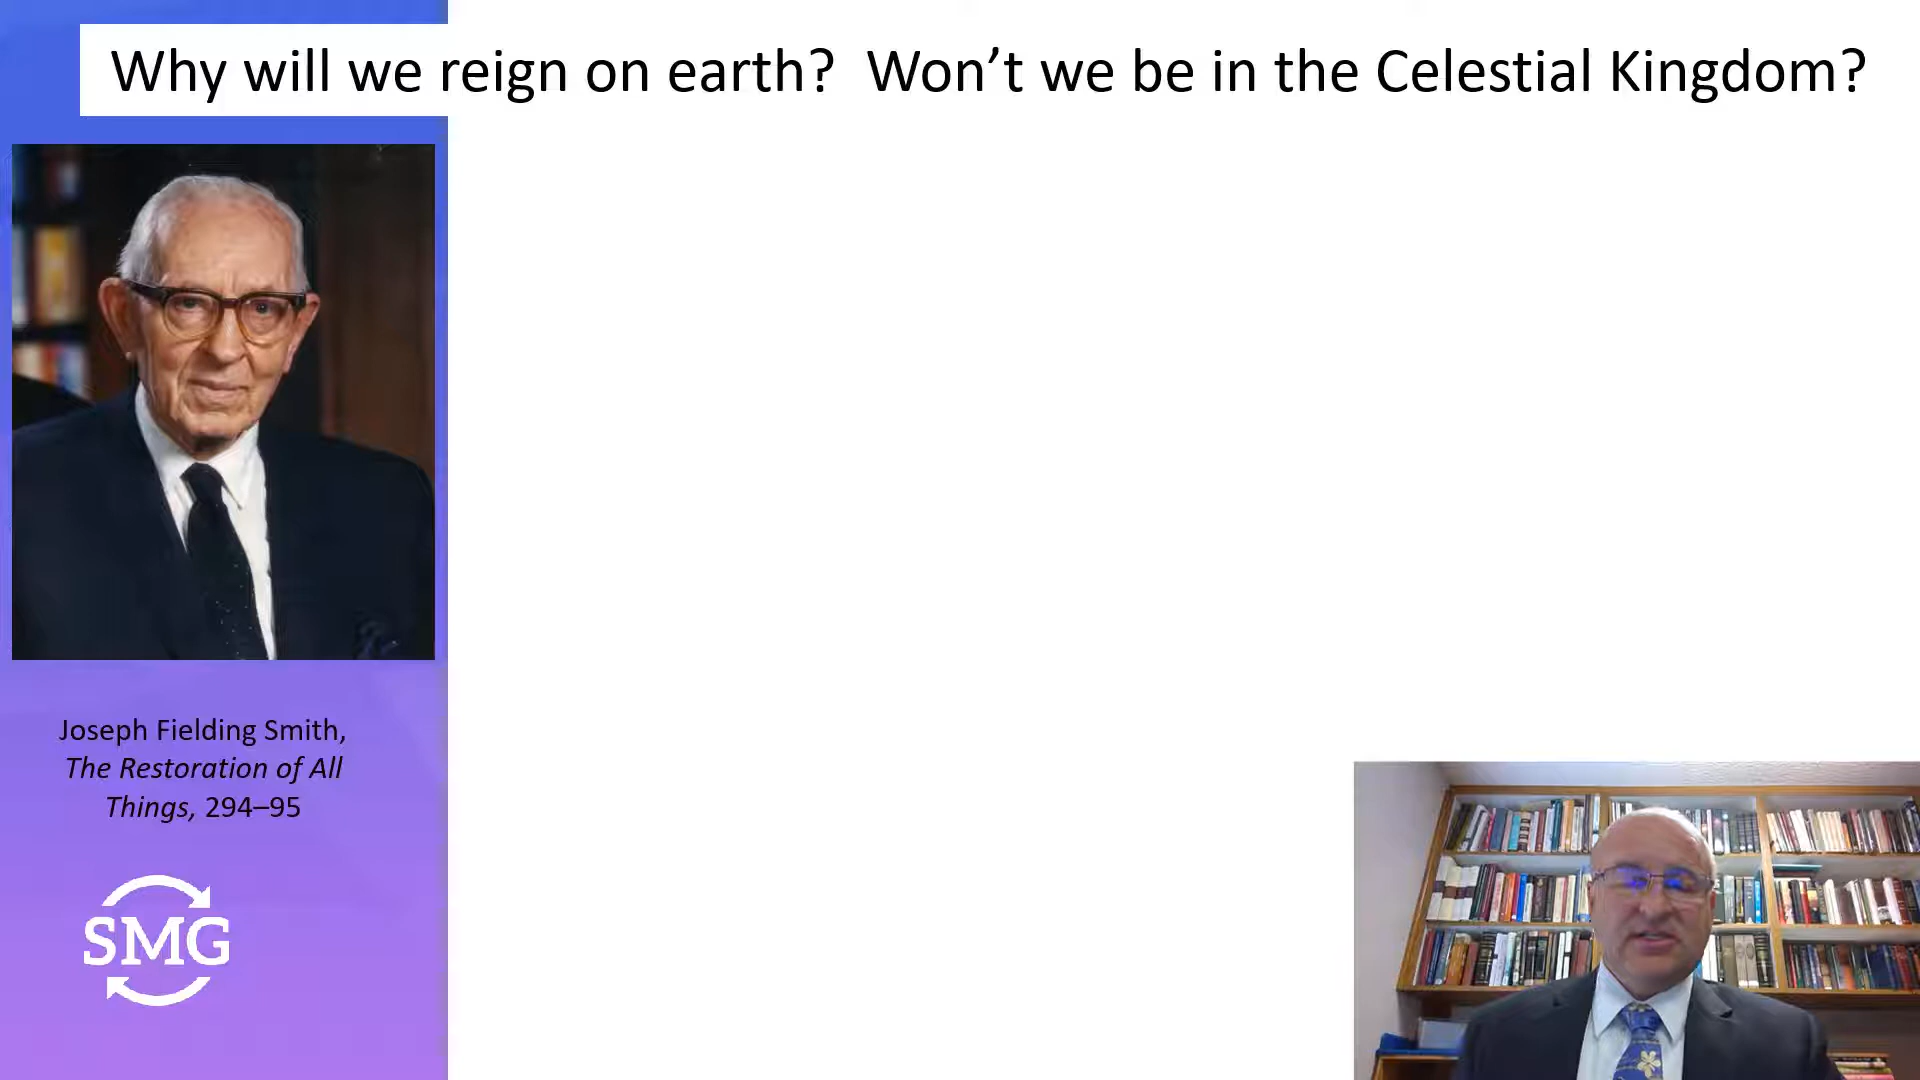 Why will we reign on earth?  Won’t we be in the Celestial Kingdom?
Joseph Fielding Smith,
The Restoration of All
Things, 294–95
SMG